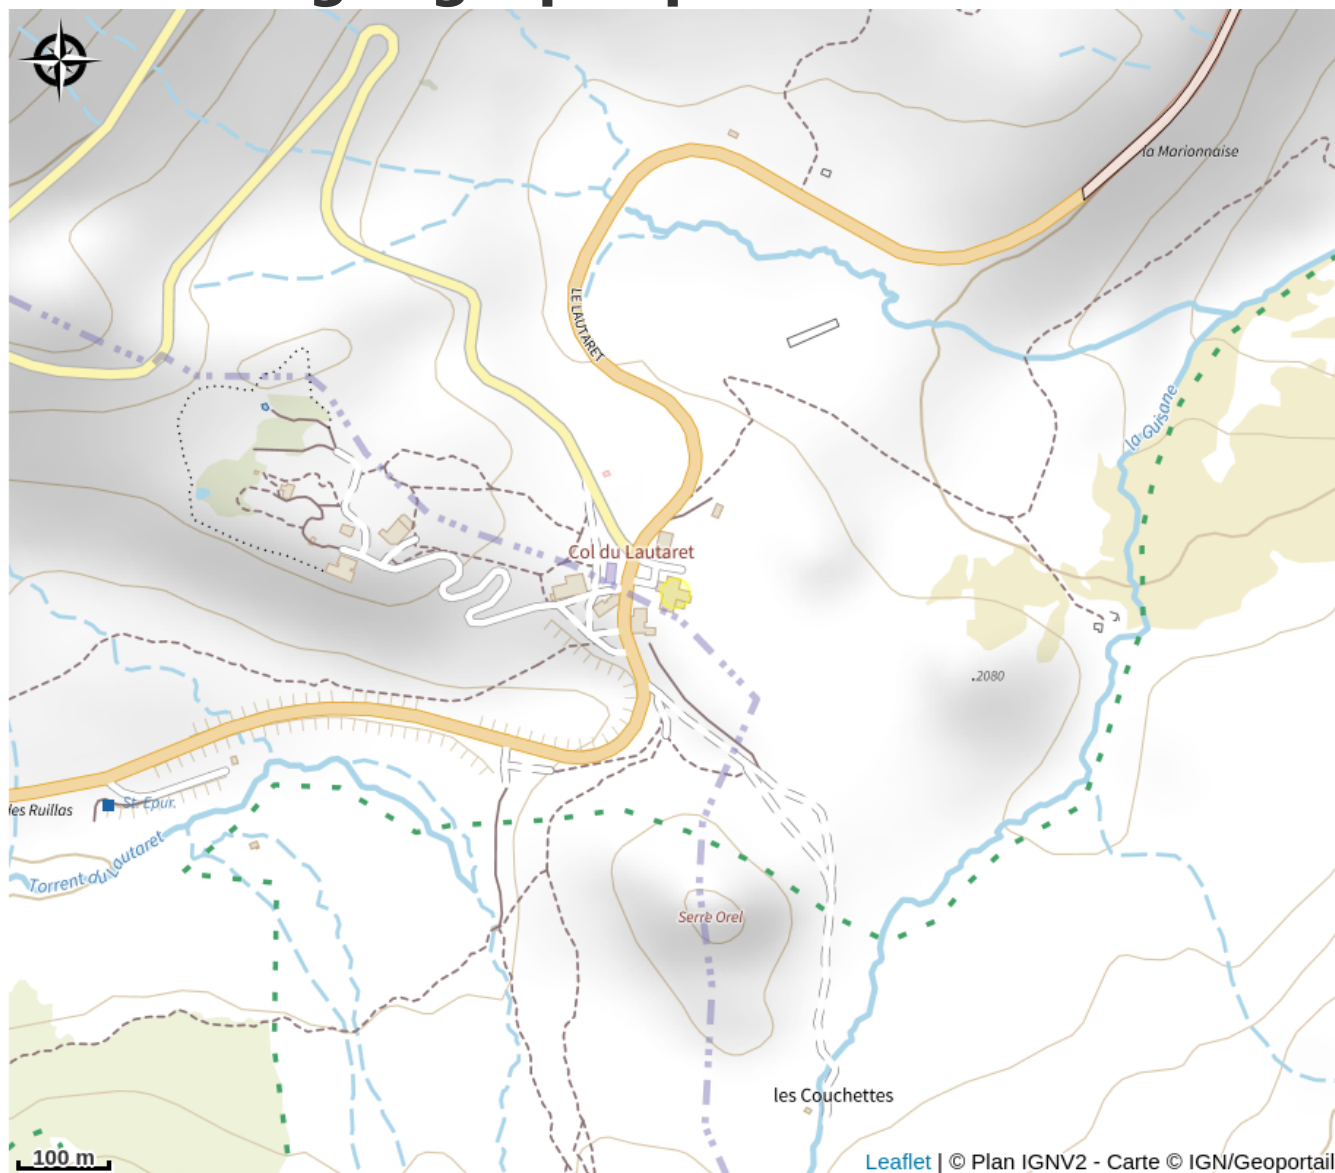 la Marionnaise
LE LAUTARET
la Guisane
Col du Lautaret
.2080
les Ruillas
St. Epur.
Torrent du Lautaret
Serre Orel
les Couchettes
100 m
Leaflet | © Plan IGNV2 - Carte © IGN/Geoportail